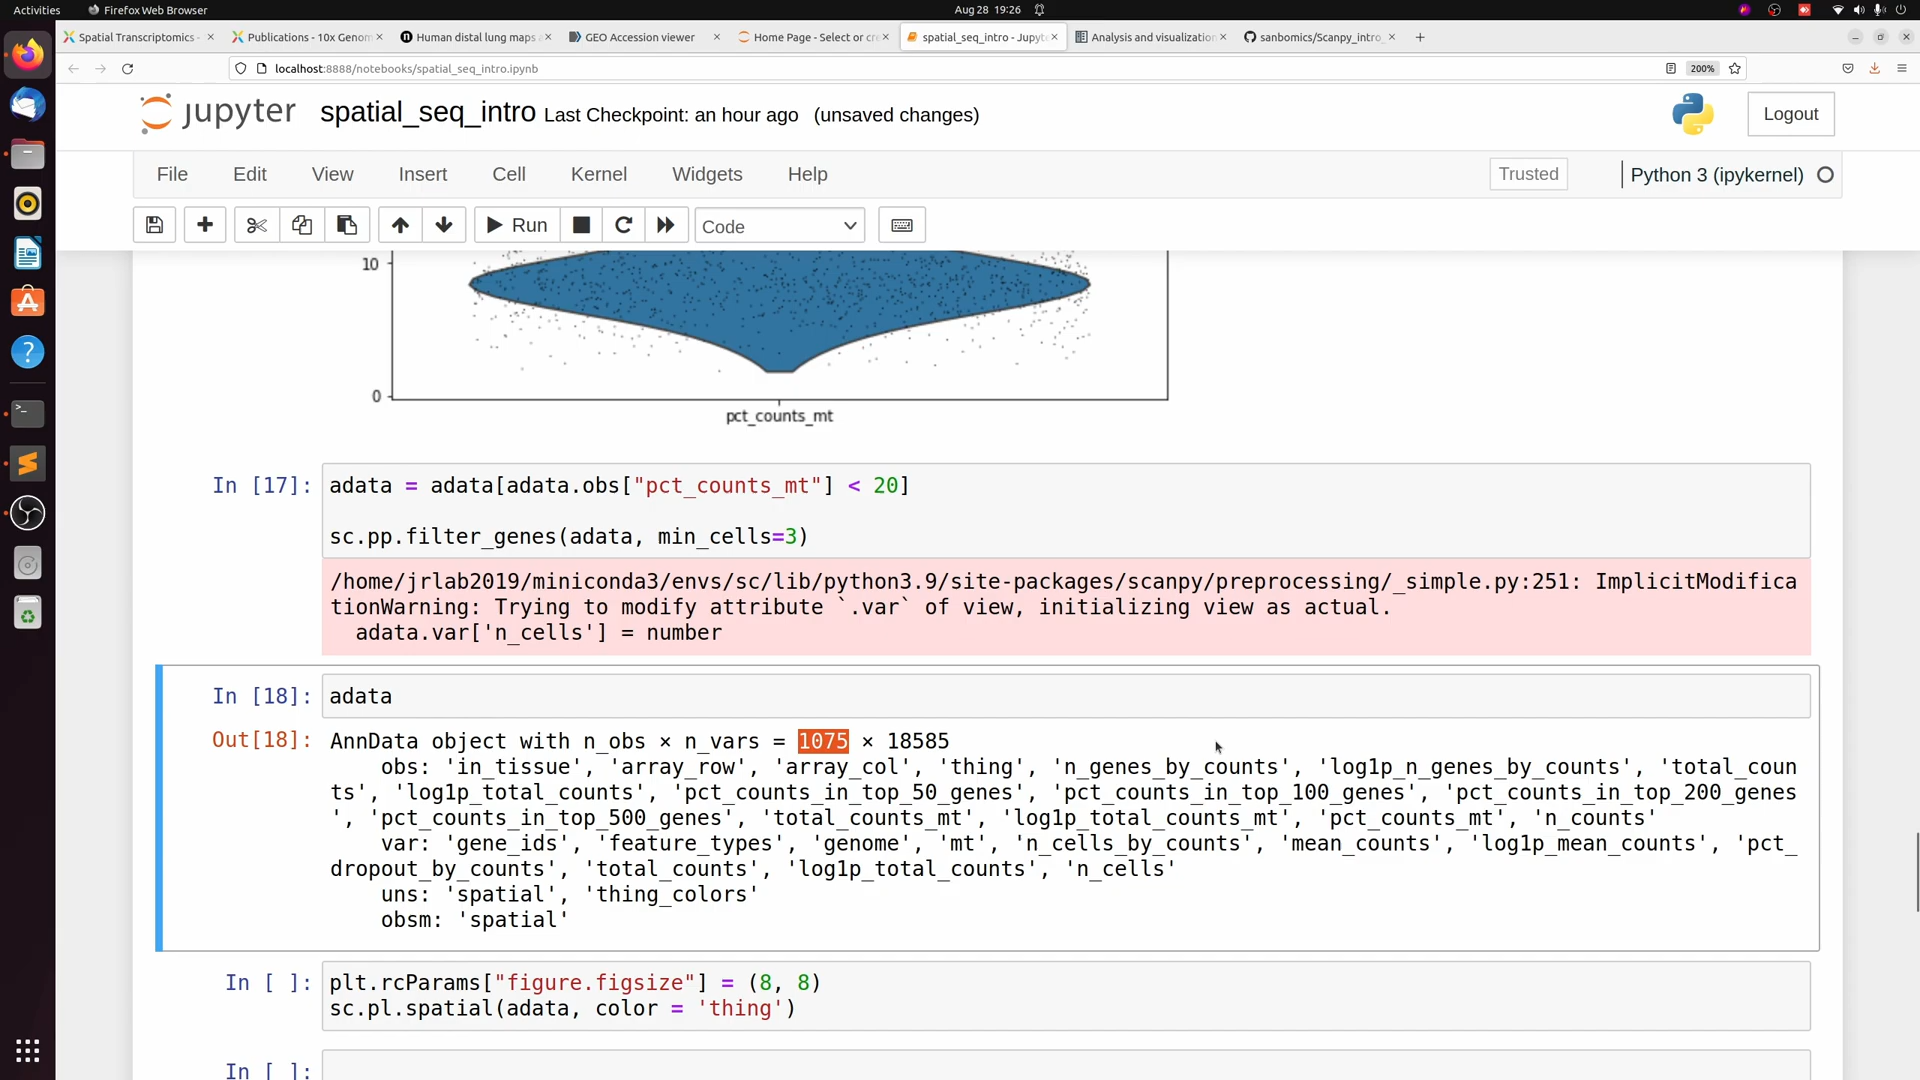 Activities
Firefox Web Browser
Aug 28 19:26
Spatial Transcriptomics -
Publications - 10x Genom
Human distal lung maps a
GEO Accession viewer
Home Page - Select or cre
spatial_seq_intro - Jupyte
Analysis and visualization
sanbomics/Scanpy_intro_
localhost:8888/notebooks/spatial_seq_intro.ipynb
200%
jupyter
spatial_seq_intro Last Checkpoint: an hour ago (unsaved changes)
Logout
File Edit View Insert Cell Kernel Widgets Help
Trusted
Python 3 (ipykernel)
Run
Code
10
0
pct_counts_mt
In [17]: adata = adata[adata.obs["pct_counts_mt"] < 20]
sc.pp.filter_genes(adata, min_cells=3)
/home/jrlab2019/miniconda3/envs/sc/lib/python3.9/site-packages/scanpy/preprocessing/_simple.py:251: ImplicitModifica
tionWarning: Trying to modify attribute `.var` of view, initializing view as actual.
adata.var['n_cells'] = number
In [18]: adata
Out[18]: AnnData object with n_obs × n_vars = 1075 × 18585
obs: 'in_tissue', 'array_row', 'array_col', 'thing', 'n_genes_by_counts', 'log1p_n_genes_by_counts', 'total_coun
ts', 'log1p_total_counts', 'pct_counts_in_top_50_genes', 'pct_counts_in_top_100_genes', 'pct_counts_in_top_200_genes
', 'pct_counts_in_top_500_genes', 'total_counts_mt', 'log1p_total_counts_mt', 'pct_counts_mt', 'n_counts'
var: 'gene_ids', 'feature_types', 'genome', 'mt', 'n_cells_by_counts', 'mean_counts', 'log1p_mean_counts', 'pct_
dropout_by_counts', 'total_counts', 'log1p_total_counts', 'n_cells'
uns: 'spatial', 'thing_colors'
obsm: 'spatial'
In [ ]: plt.rcParams["figure.figsize"] = (8, 8)
sc.pl.spatial(adata, color = 'thing')
In [ ]: